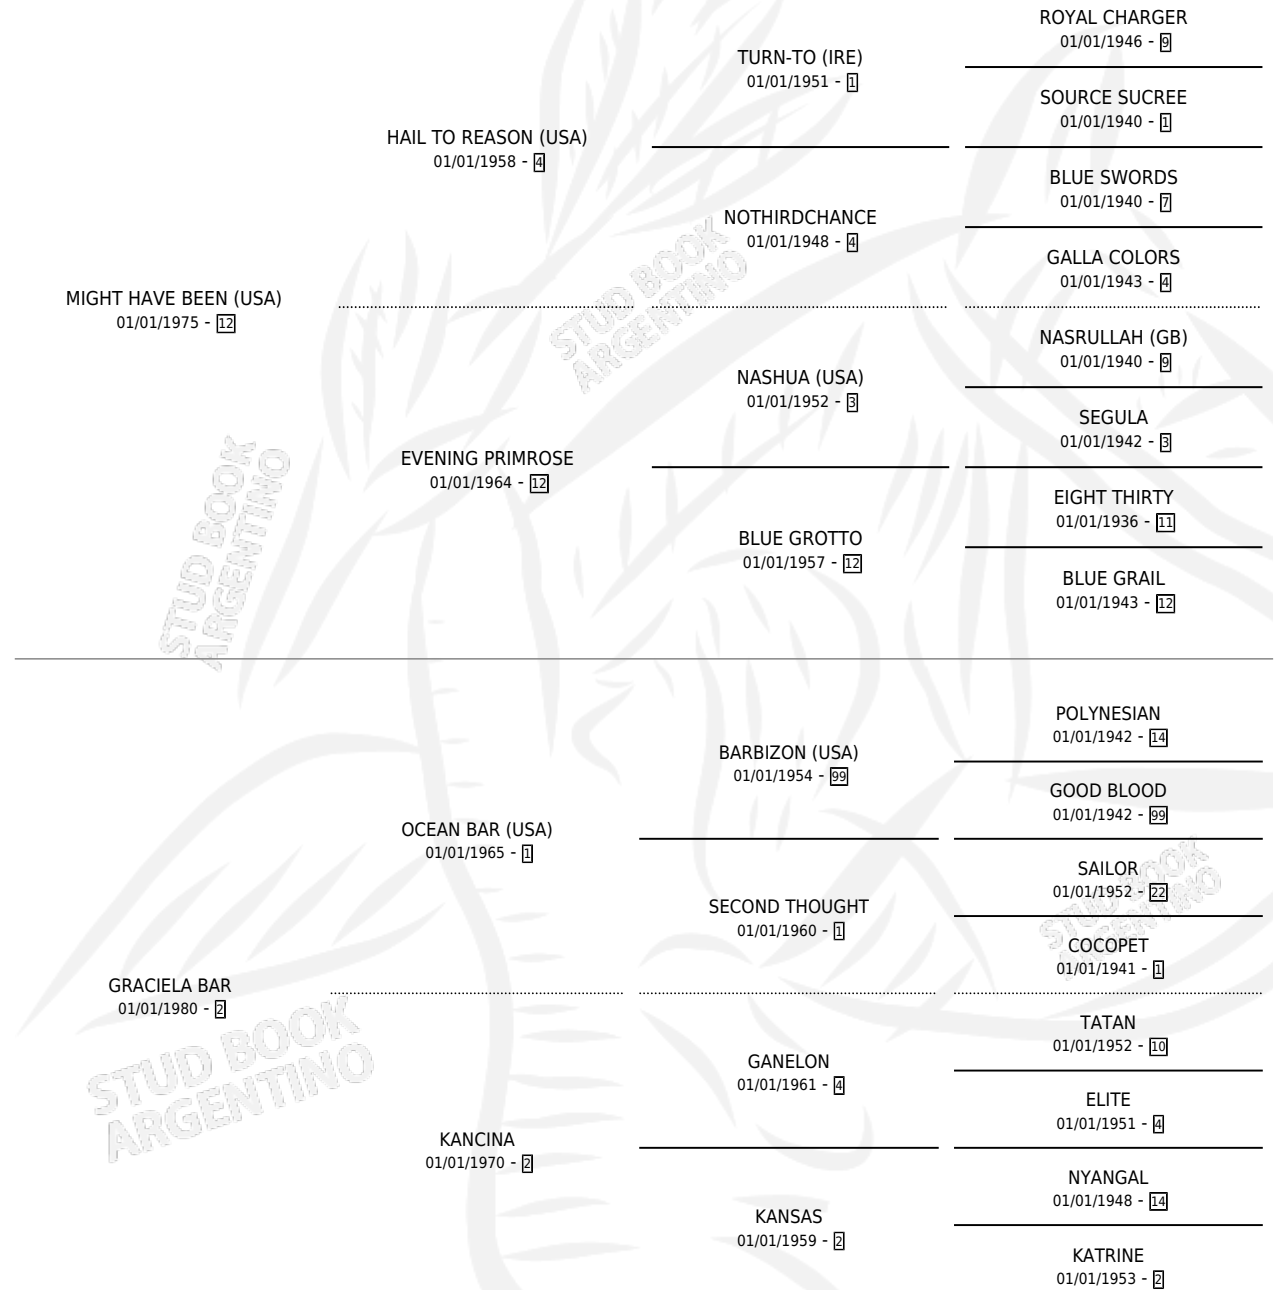 ROYAL CHARGER
01/01/1946 - 9
TURN-TO (IRE)
01/01/1951 - 1
SOURCE SUCREE
01/01/1940 - 1
HAIL TO REASON (USA)
01/01/1958 - 4
BLUE SWORDS
01/01/1940 - 7
NOTHIRDCHANCE
01/01/1948 - 4
GALLA COLORS
01/01/1943 - 4
MIGHT HAVE BEEN (USA)
01/01/1975 - 12
NASRULLAH (GB)
01/01/1940 - 9
NASHUA (USA)
01/01/1952 - 3
SEGULA
01/01/1942 - 3
EVENING PRIMROSE
01/01/1964 - 12
EIGHT THIRTY
01/01/1936 - 11
BLUE GROTTO
01/01/1957 - 12
BLUE GRAIL
01/01/1943 - 12
POLYNESIAN
01/01/1942 - 14
BARBIZON (USA)
01/01/1954 - 99
GOOD BLOOD
01/01/1942 - 99
OCEAN BAR (USA)
01/01/1965 - 1
SAILOR
01/01/1952 - 22
SECOND THOUGHT
01/01/1960 - 1
COCOPET
01/01/1941 - 1
GRACIELA BAR
01/01/1980 - 2
TATAN
01/01/1952 - 10
GANELON
01/01/1961 - 4
ELITE
01/01/1951 - 4
KANCINA
01/01/1970 - 2
NYANGAL
01/01/1948 - 14
KANSAS
01/01/1959 - 2
KATRINE
01/01/1953 - 2
STUD BOOK
ARGENTINO
STUD BOOK
ARGENTINO
STUD BOOK
ARGENTINO
STUD BOOK
ARGENTINO